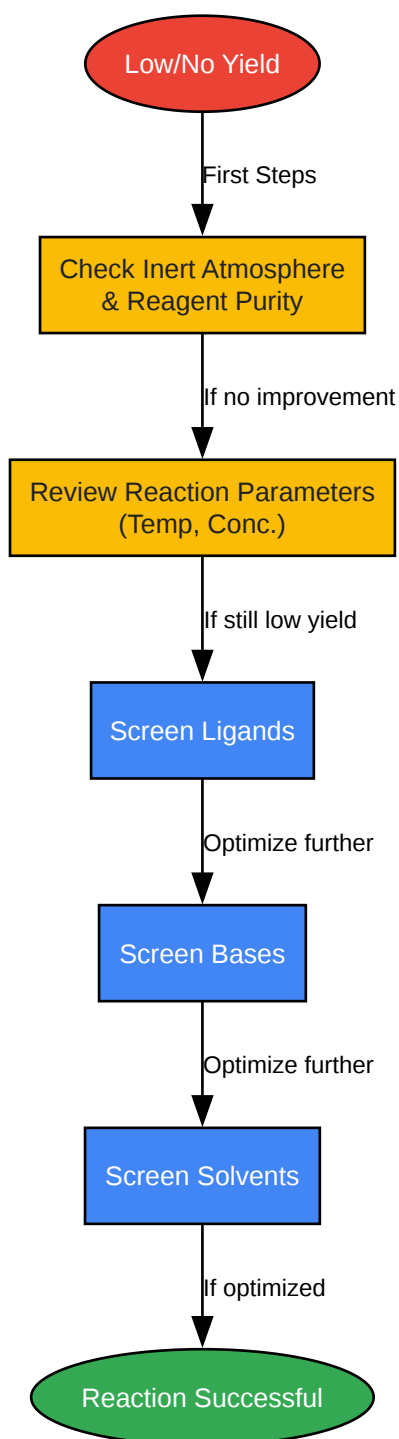 Low/No Yield
First Steps
Check Inert Atmosphere
& Reagent Purity
If no improvement
Review Reaction Parameters
(Temp, Conc.)
If still low yield
Screen Ligands
Optimize further
Screen Bases
Optimize further
Screen Solvents
If optimized
Reaction Successful